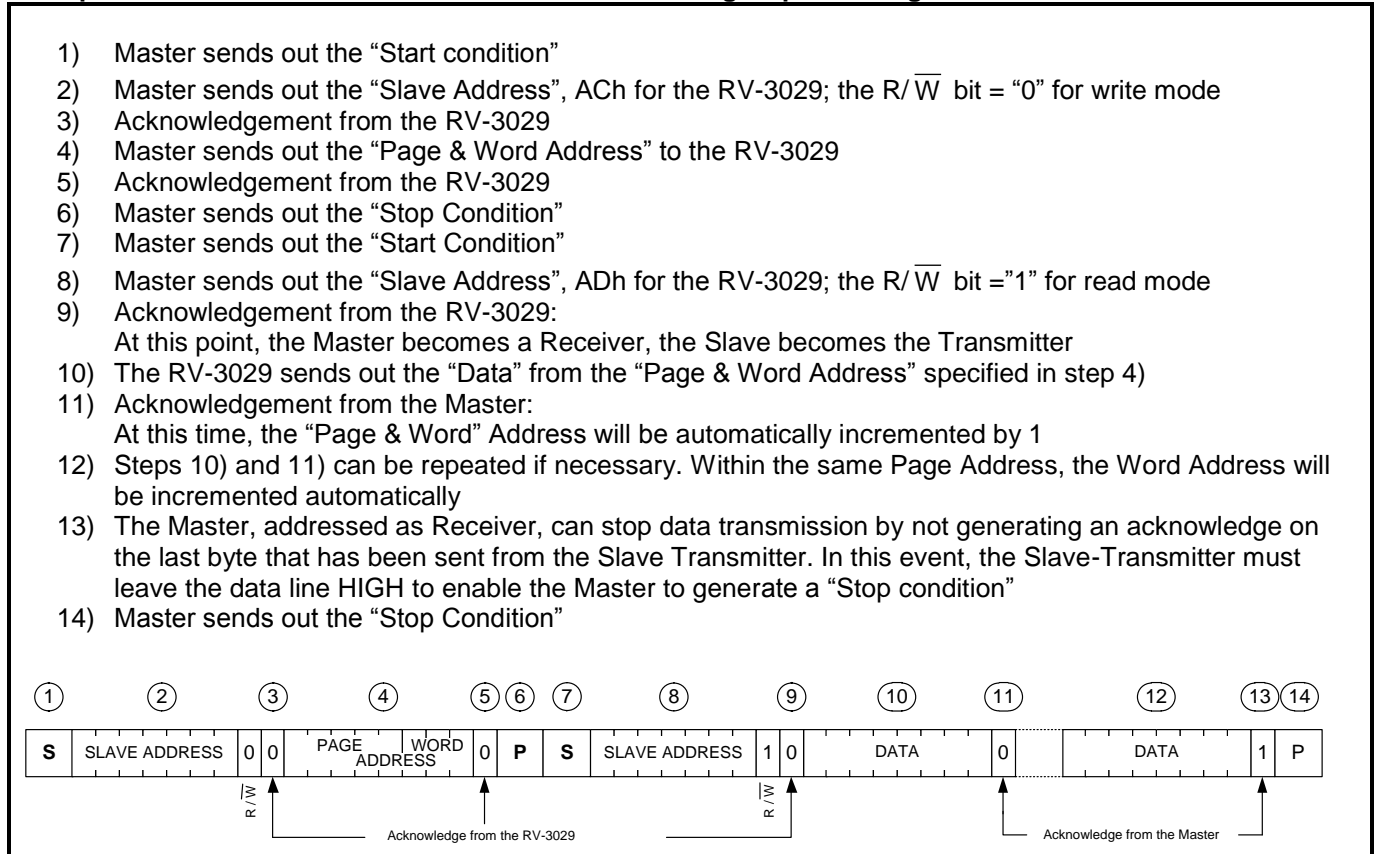 1) Master sends out the “Start condition”
2) Master sends out the “Slave Address”, ACh for the RV-3029; the R/W̅ bit = “0” for write mode
3) Acknowledgement from the RV-3029
4) Master sends out the “Page & Word Address” to the RV-3029
5) Acknowledgement from the RV-3029
6) Master sends out the “Stop Condition”
7) Master sends out the “Start Condition”
8) Master sends out the “Slave Address”, ADh for the RV-3029; the R/W̅ bit =”1” for read mode
9) Acknowledgement from the RV-3029:
At this point, the Master becomes a Receiver, the Slave becomes the Transmitter
10) The RV-3029 sends out the “Data” from the “Page & Word Address” specified in step 4)
11) Acknowledgement from the Master:
At this time, the “Page & Word” Address will be automatically incremented by 1
12) Steps 10) and 11) can be repeated if necessary. Within the same Page Address, the Word Address will
be incremented automatically
13) The Master, addressed as Receiver, can stop data transmission by not generating an acknowledge on
the last byte that has been sent from the Slave Transmitter. In this event, the Slave-Transmitter must
leave the data line HIGH to enable the Master to generate a “Stop condition”
14) Master sends out the “Stop Condition”
1 2 3 4 5 6 7 8 9 10 11 12 13 14
S SLAVE ADDRESS 0 0 PAGE WORD ADDRESS 0 P S SLAVE ADDRESS 1 0 DATA 0 DATA 1 P
R/W̅ R/W̅
Acknowledge from the RV-3029 Acknowledge from the Master